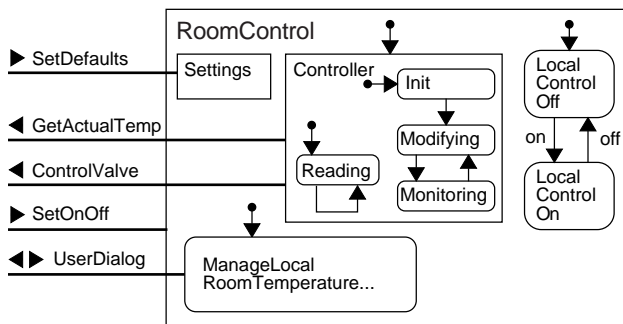 RoomControl
SetDefaults
Settings
Controller
Init
Local
Control
Off
GetActualTemp
Modifying
on
off
ControlValve
Reading
Monitoring
Local
Control
On
SetOnOff
UserDialog
ManageLocal
RoomTemperature...